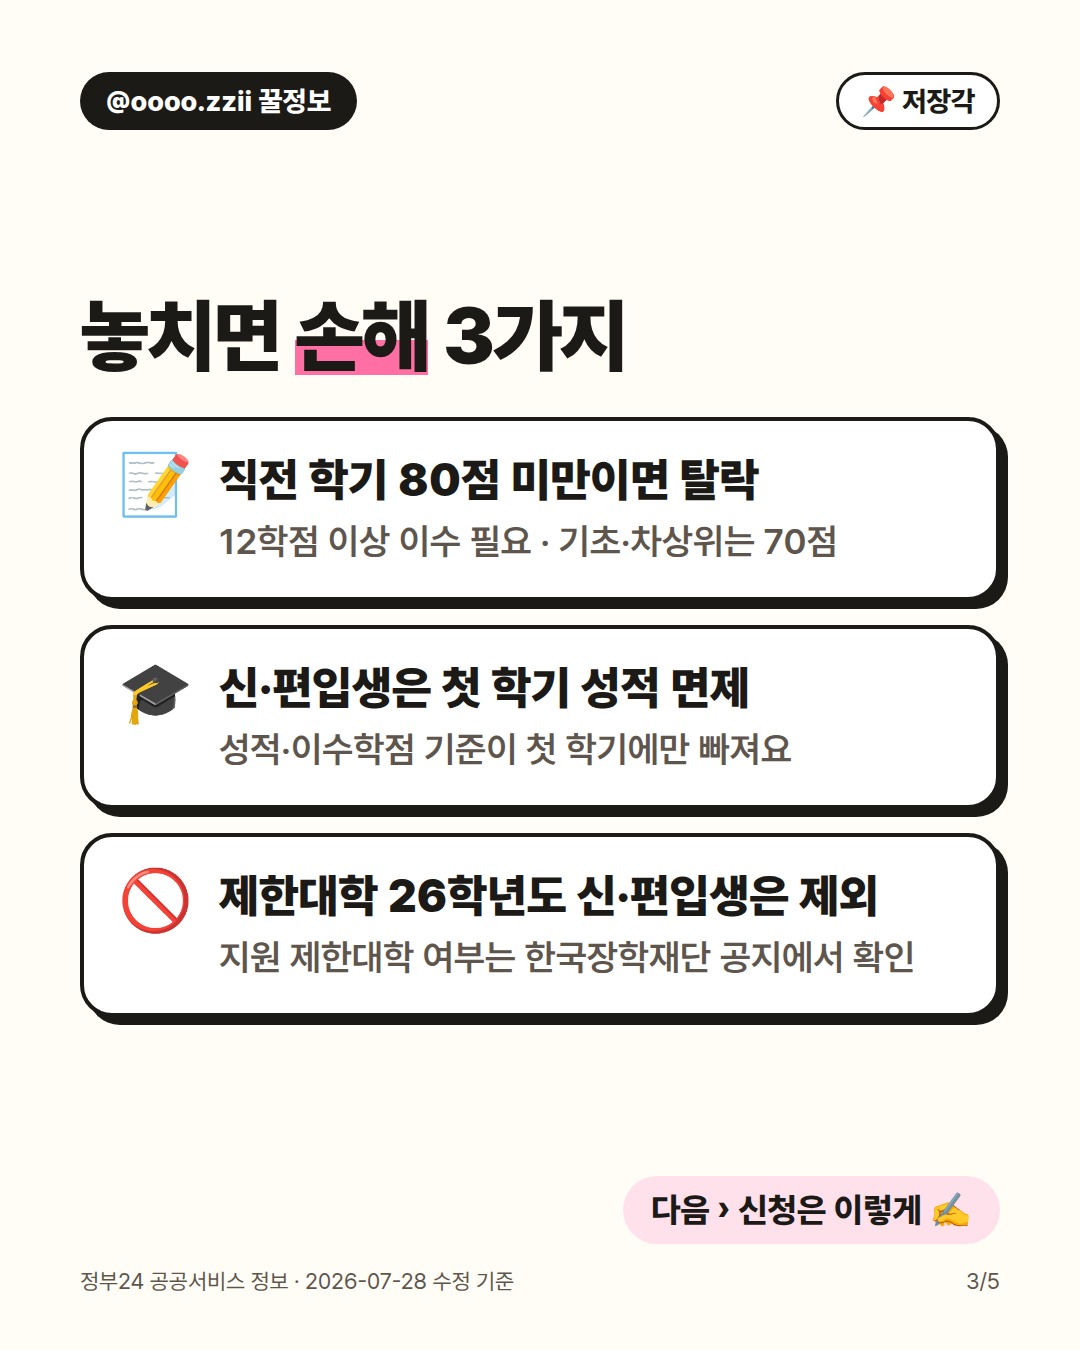 @oooo.zzii 꿀정보
📌 저장각
놓치면 손해 3가지
직전 학기 80점 미만이면 탈락
12학점 이상 이수 필요 · 기초·차상위는 70점
신·편입생은 첫 학기 성적 면제
성적·이수학점 기준이 첫 학기에만 빠져요
제한대학 26학년도 신·편입생은 제외
지원 제한대학 여부는 한국장학재단 공지에서 확인
다음 › 신청은 이렇게 ✍️
정부24 공공서비스 정보 · 2026-07-28 수정 기준
3/5